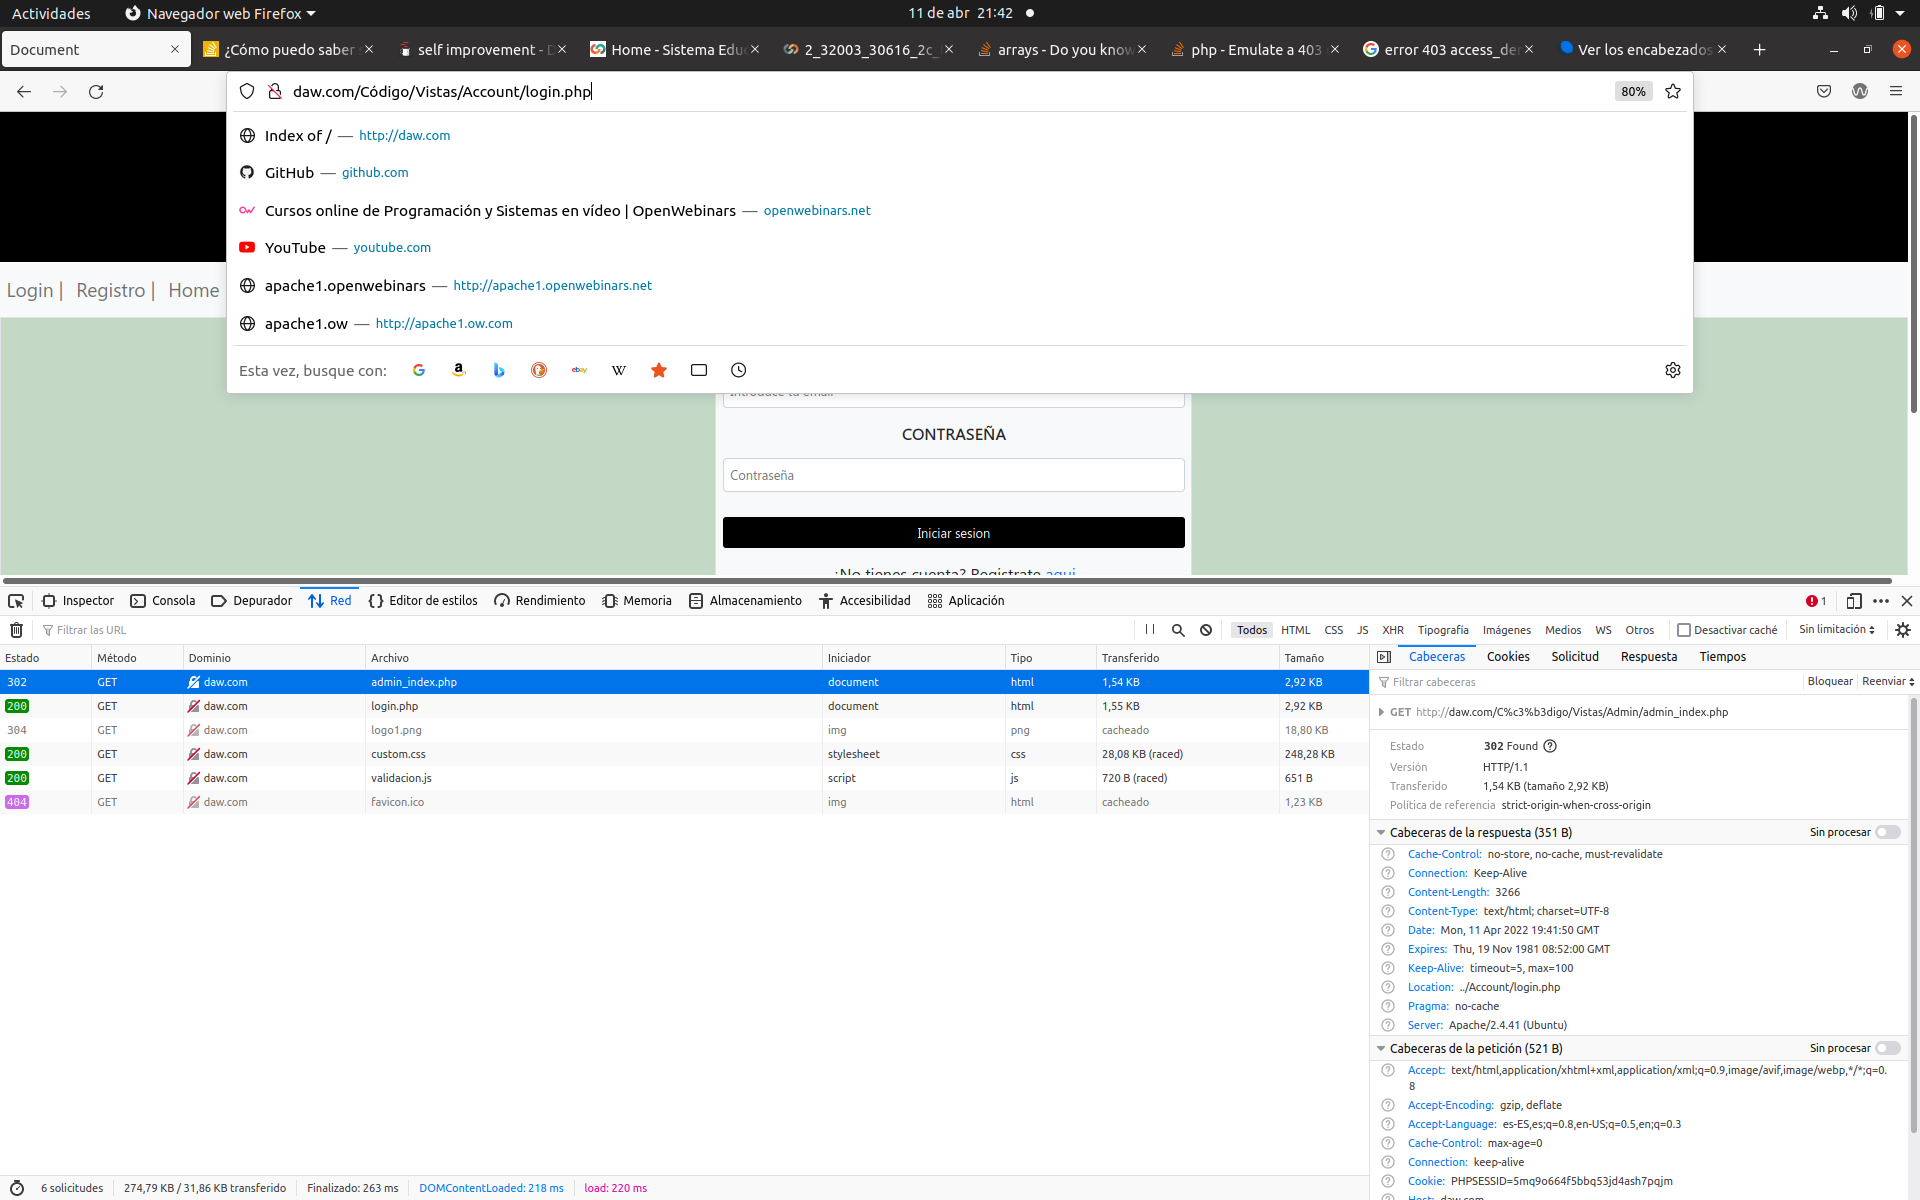 Actividades
Navegador web Firefox
11 de abr 21:42
Document
¿Cómo puedo saber
self improvement - D
Home - Sistema Educ
2_32003_30616_2c_
arrays - Do you know
php - Emulate a 403
error 403 access_de
Ver los encabezados
daw.com/Código/Vistas/Account/login.php
80%
Index of / — http://daw.com
GitHub — github.com
Cursos online de Programación y Sistemas en vídeo | OpenWebinars — openwebinars.net
YouTube — youtube.com
apache1.openwebinars — http://apache1.openwebinars.net
apache1.ow — http://apache1.ow.com
Esta vez, busque con:
Login | Registro | Home
Introduce tu email
CONTRASEÑA
Contraseña
Iniciar sesion
¿No tienes cuenta? Registrate aqui
Inspector Consola Depurador Red Editor de estilos Rendimiento Memoria Almacenamiento Accesibilidad Aplicación 1
Filtrar las URL
Todos HTML CSS JS XHR Tipografía Imágenes Medios WS Otros Desactivar caché Sin limitación
Estado Método Dominio Archivo Iniciador Tipo Transferido Tamaño
302 GET daw.com admin_index.php document html 1,54 KB 2,92 KB
200 GET daw.com login.php document html 1,55 KB 2,92 KB
304 GET daw.com logo1.png img png cacheado 18,80 KB
200 GET daw.com custom.css stylesheet css 28,08 KB (raced) 248,28 KB
200 GET daw.com validacion.js script js 720 B (raced) 651 B
404 GET daw.com favicon.ico img html cacheado 1,23 KB
Cabeceras Cookies Solicitud Respuesta Tiempos
Filtrar cabeceras Bloquear Reenviar
GET http://daw.com/C%c3%b3digo/Vistas/Admin/admin_index.php
Estado 302 Found
Versión HTTP/1.1
Transferido 1,54 KB (tamaño 2,92 KB)
Política de referencia strict-origin-when-cross-origin
Cabeceras de la respuesta (351 B) Sin procesar
Cache-Control: no-store, no-cache, must-revalidate
Connection: Keep-Alive
Content-Length: 3266
Content-Type: text/html; charset=UTF-8
Date: Mon, 11 Apr 2022 19:41:50 GMT
Expires: Thu, 19 Nov 1981 08:52:00 GMT
Keep-Alive: timeout=5, max=100
Location: ../Account/login.php
Pragma: no-cache
Server: Apache/2.4.41 (Ubuntu)
Cabeceras de la petición (521 B) Sin procesar
Accept: text/html,application/xhtml+xml,application/xml;q=0.9,image/avif,image/webp,*/*;q=0.
8
Accept-Encoding: gzip, deflate
Accept-Language: es-ES,es;q=0.8,en-US;q=0.5,en;q=0.3
Cache-Control: max-age=0
Connection: keep-alive
Cookie: PHPSESSID=5mq9o664f5bbq53jd4ash7pqjm
Host: daw.com
6 solicitudes 274,79 KB / 31,86 KB transferido Finalizado: 263 ms DOMContentLoaded: 218 ms load: 220 ms